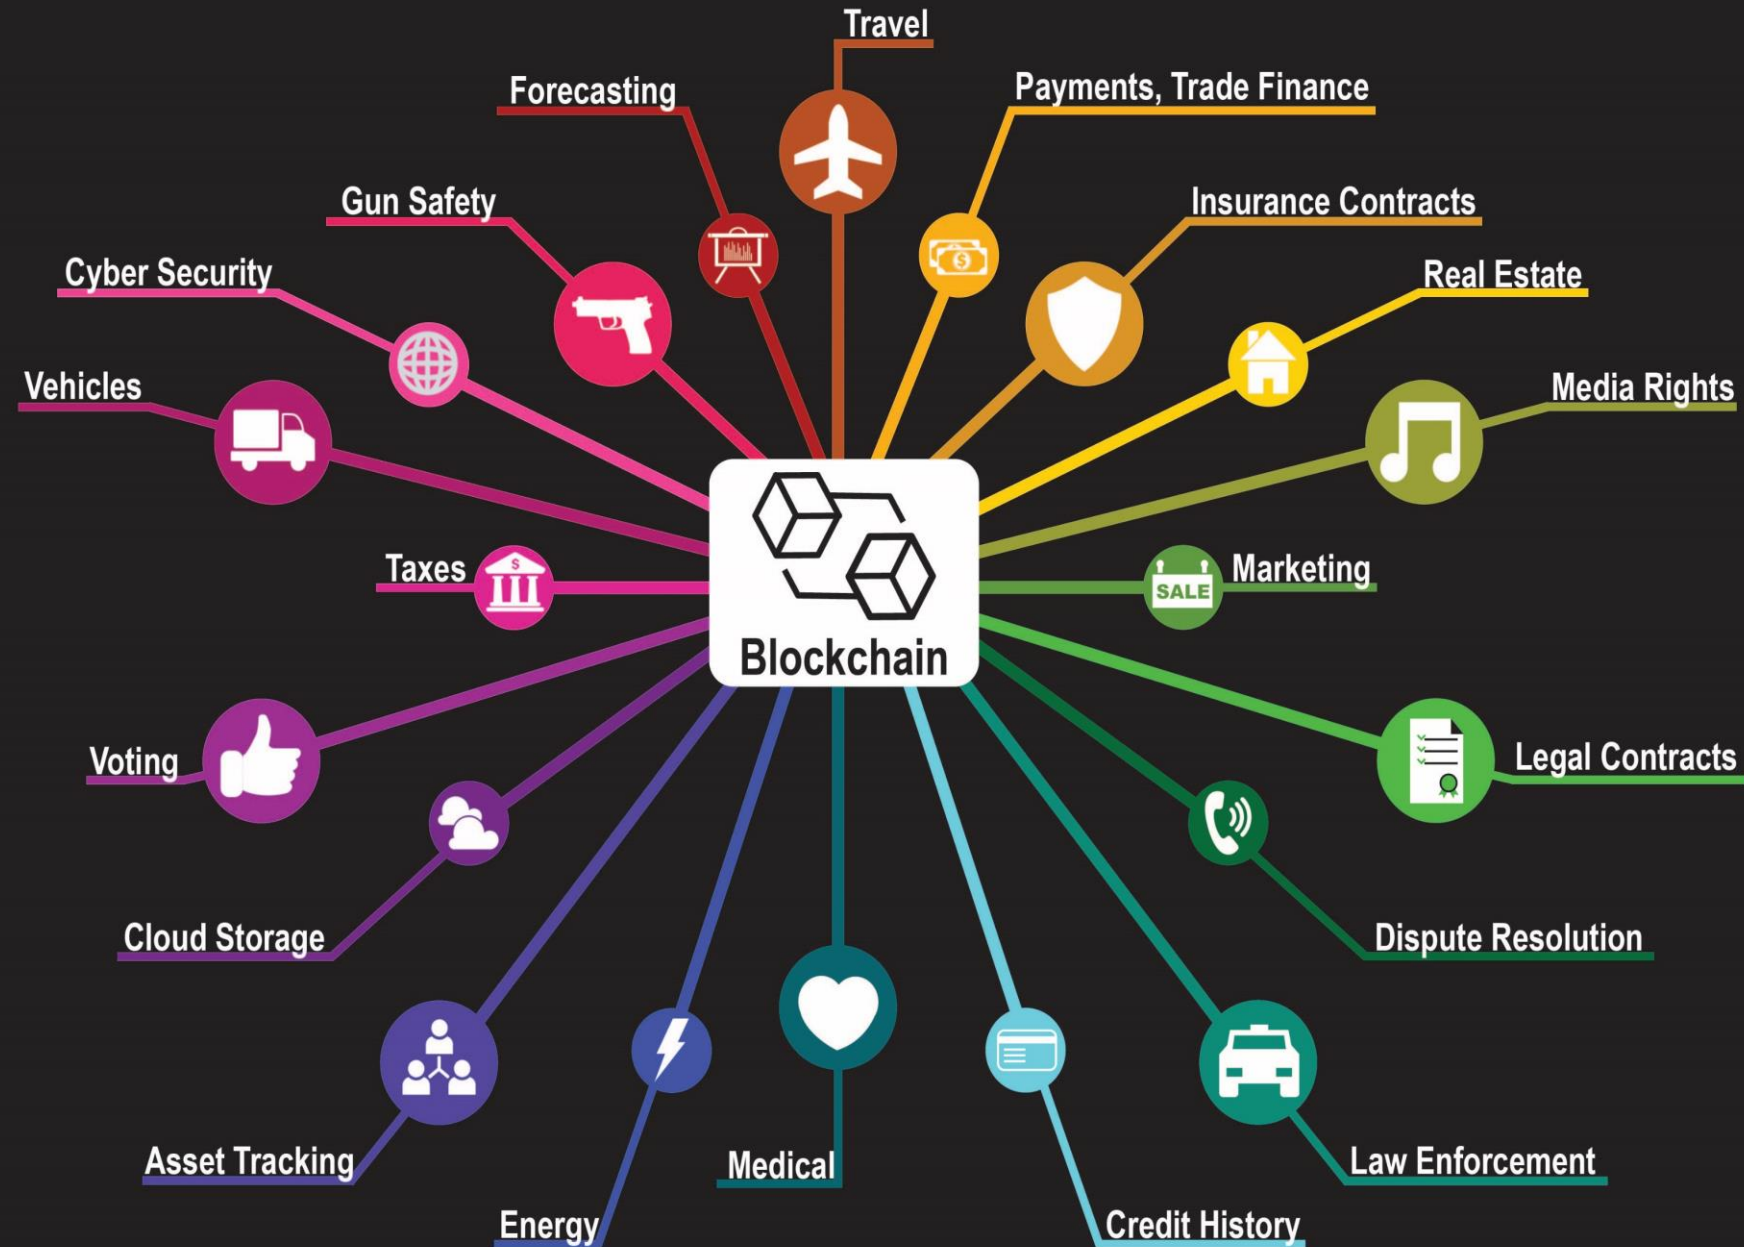 Travel
Forecasting
Payments, Trade Finance
Gun Safety
Insurance Contracts
Cyber Security
Real Estate
Vehicles
Media Rights
Taxes
$
$
SALE
Marketing
Blockchain
Voting
Legal Contracts
Cloud Storage
Dispute Resolution
Asset Tracking
Medical
Law Enforcement
Energy
Credit History